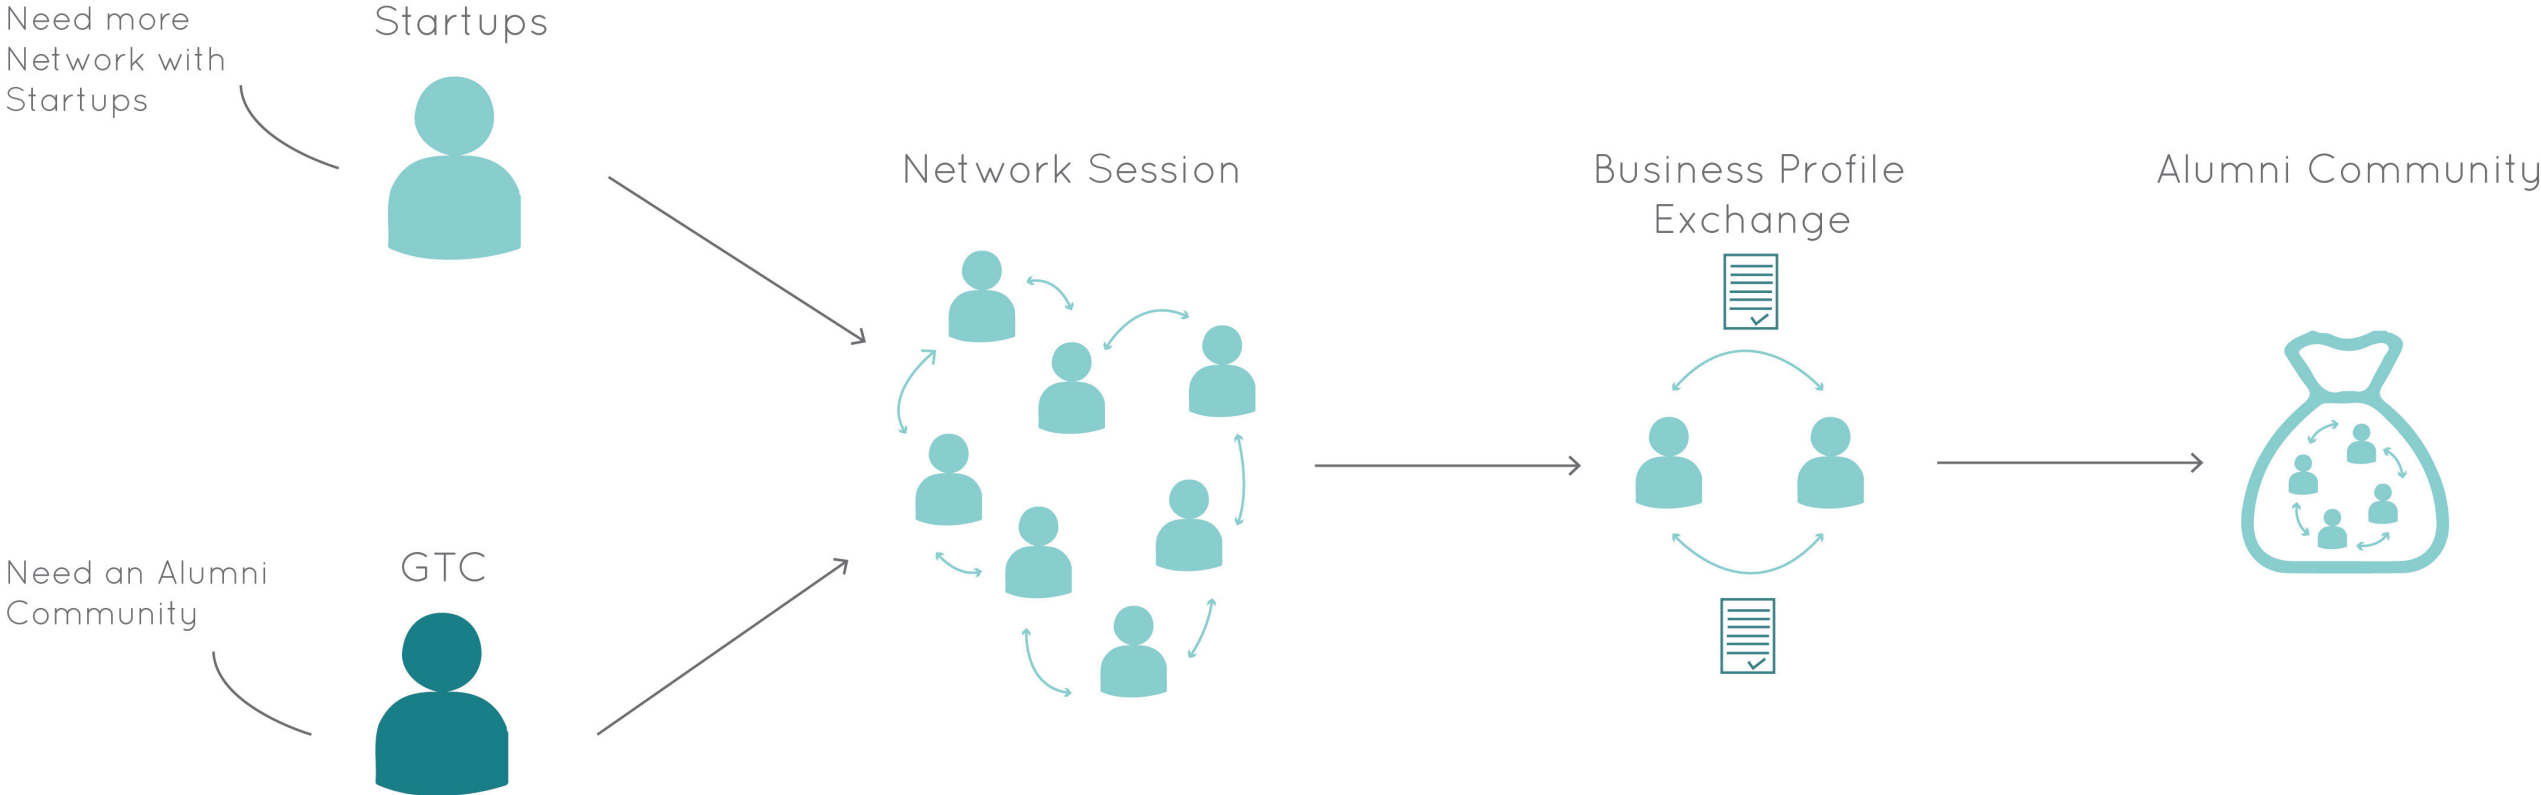 Need more
Network with
Startups
Startups
Need an Alumni
Community
GTC
Network Session
Business Profile
Exchange
Alumni Community